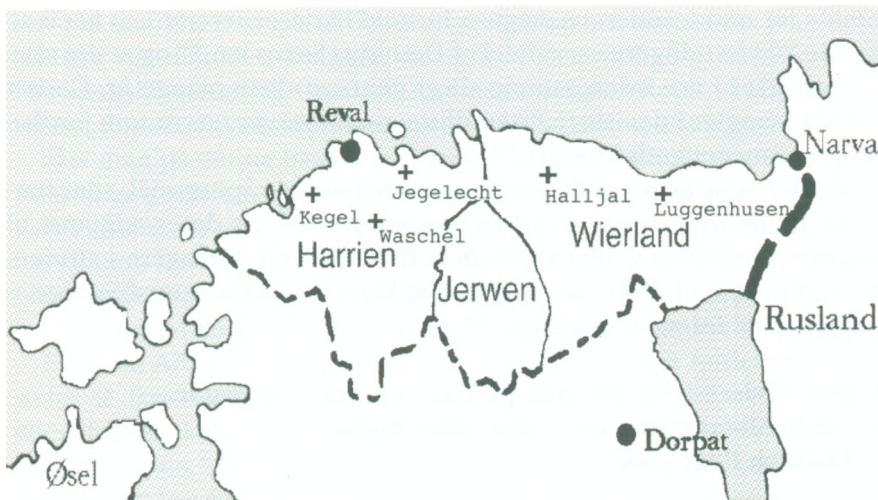 Reval
Narva
Jegelecht
Halljal
Kegel
Luggenhusen
Waschel
Wierland
Harrien
Jerwen
Rusland
Dorpat
Øsel